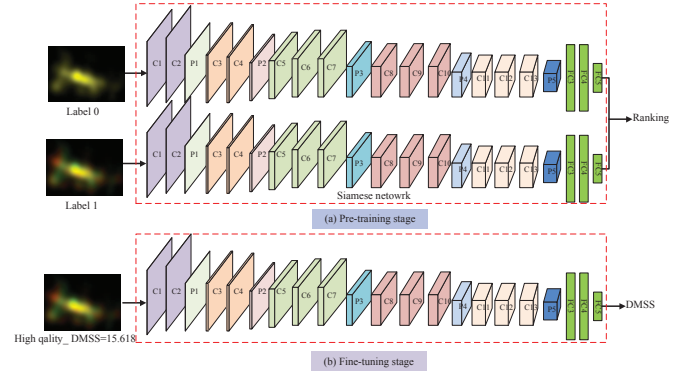 C1 C2 P1 C3 C4 P2 C5 C6 C7 P3 C8 C9 C10 P4 C11 C12 C13 P5 FC3 FC4 FC5
Label 0
Ranking
C1 C2 P1 C3 C4 P2 C5 C6 C7 P3 C8 C9 C10 P4 C11 C12 C13 P5 FC3 FC4 FC5
Label 1
Siamese netowrk
(a) Pre-training stage
C1 C2 P1 C3 C4 P2 C5 C6 C7 P3 C8 C9 C10 P4 C11 C12 C13 P5 FC3 FC4 FC5
DMSS
High qality_ DMSS=15.618
(b) Fine-tuning stage